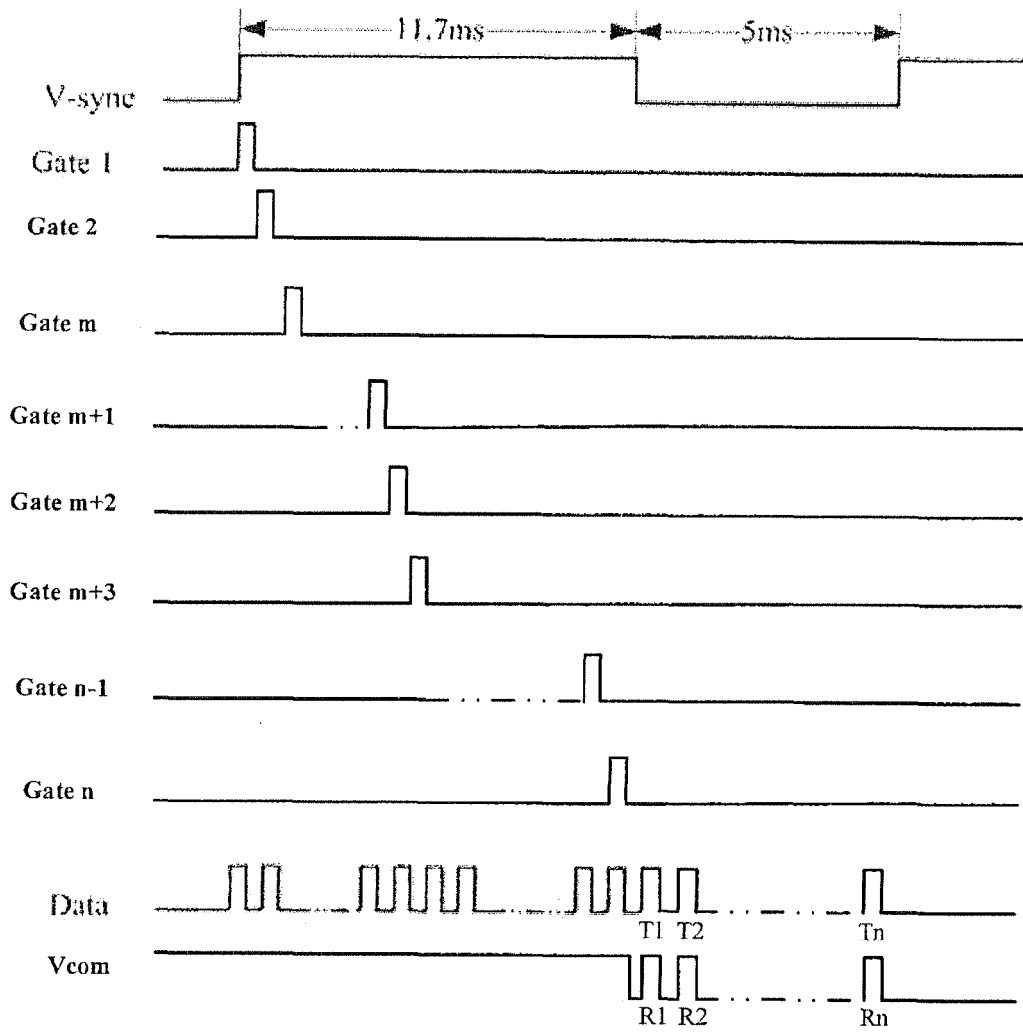 11.7ms 5ms
V-sync
Gate 1
Gate 2
Gate m
Gate m+1
Gate m+2
Gate m+3
Gate n-1
Gate n
Data
T1 T2 Tn
Vcom
R1 R2 Rn